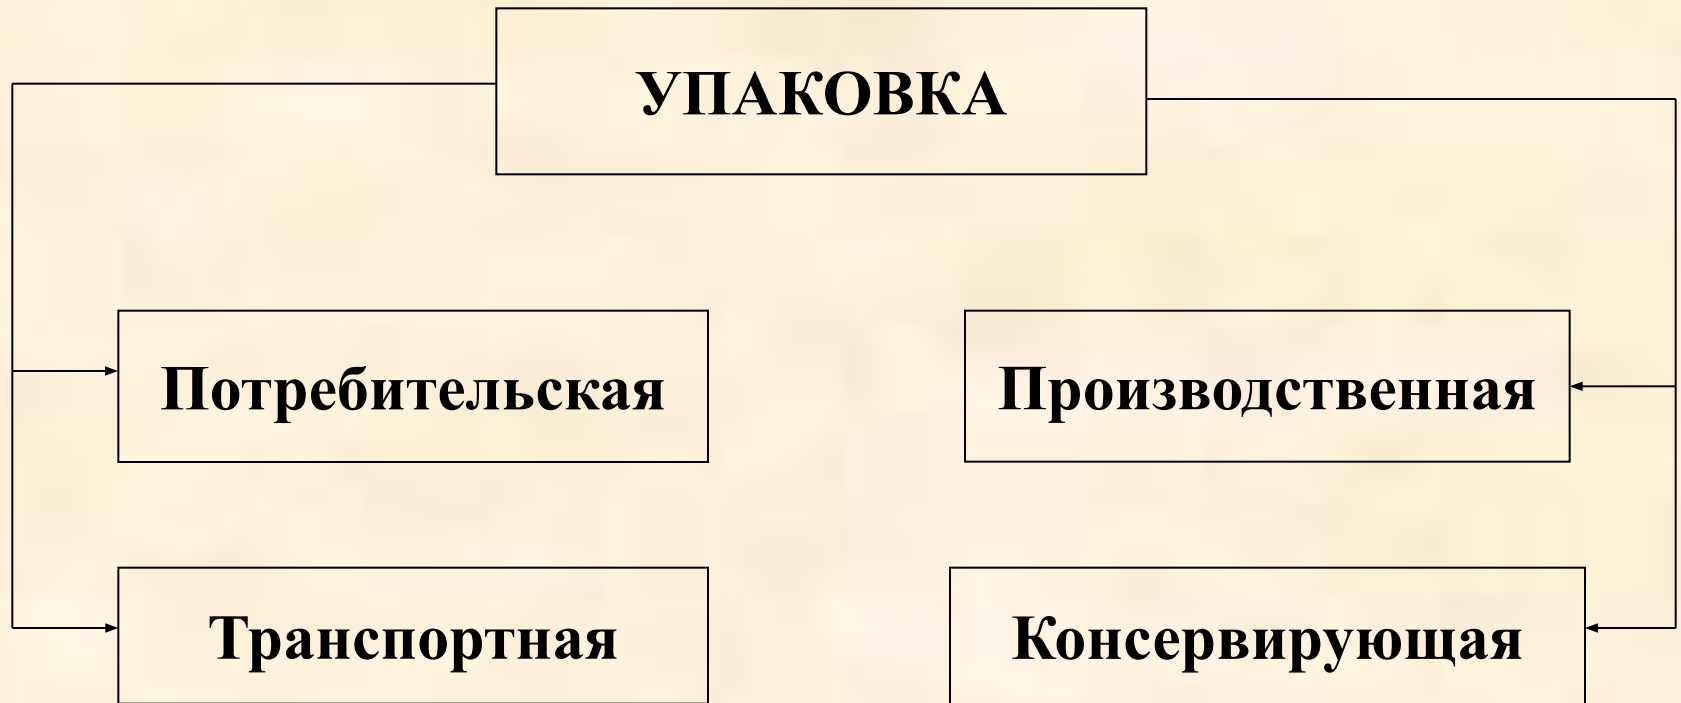 УПАКОВКА
Потребительская
Производственная
Транспортная
Консервирующая